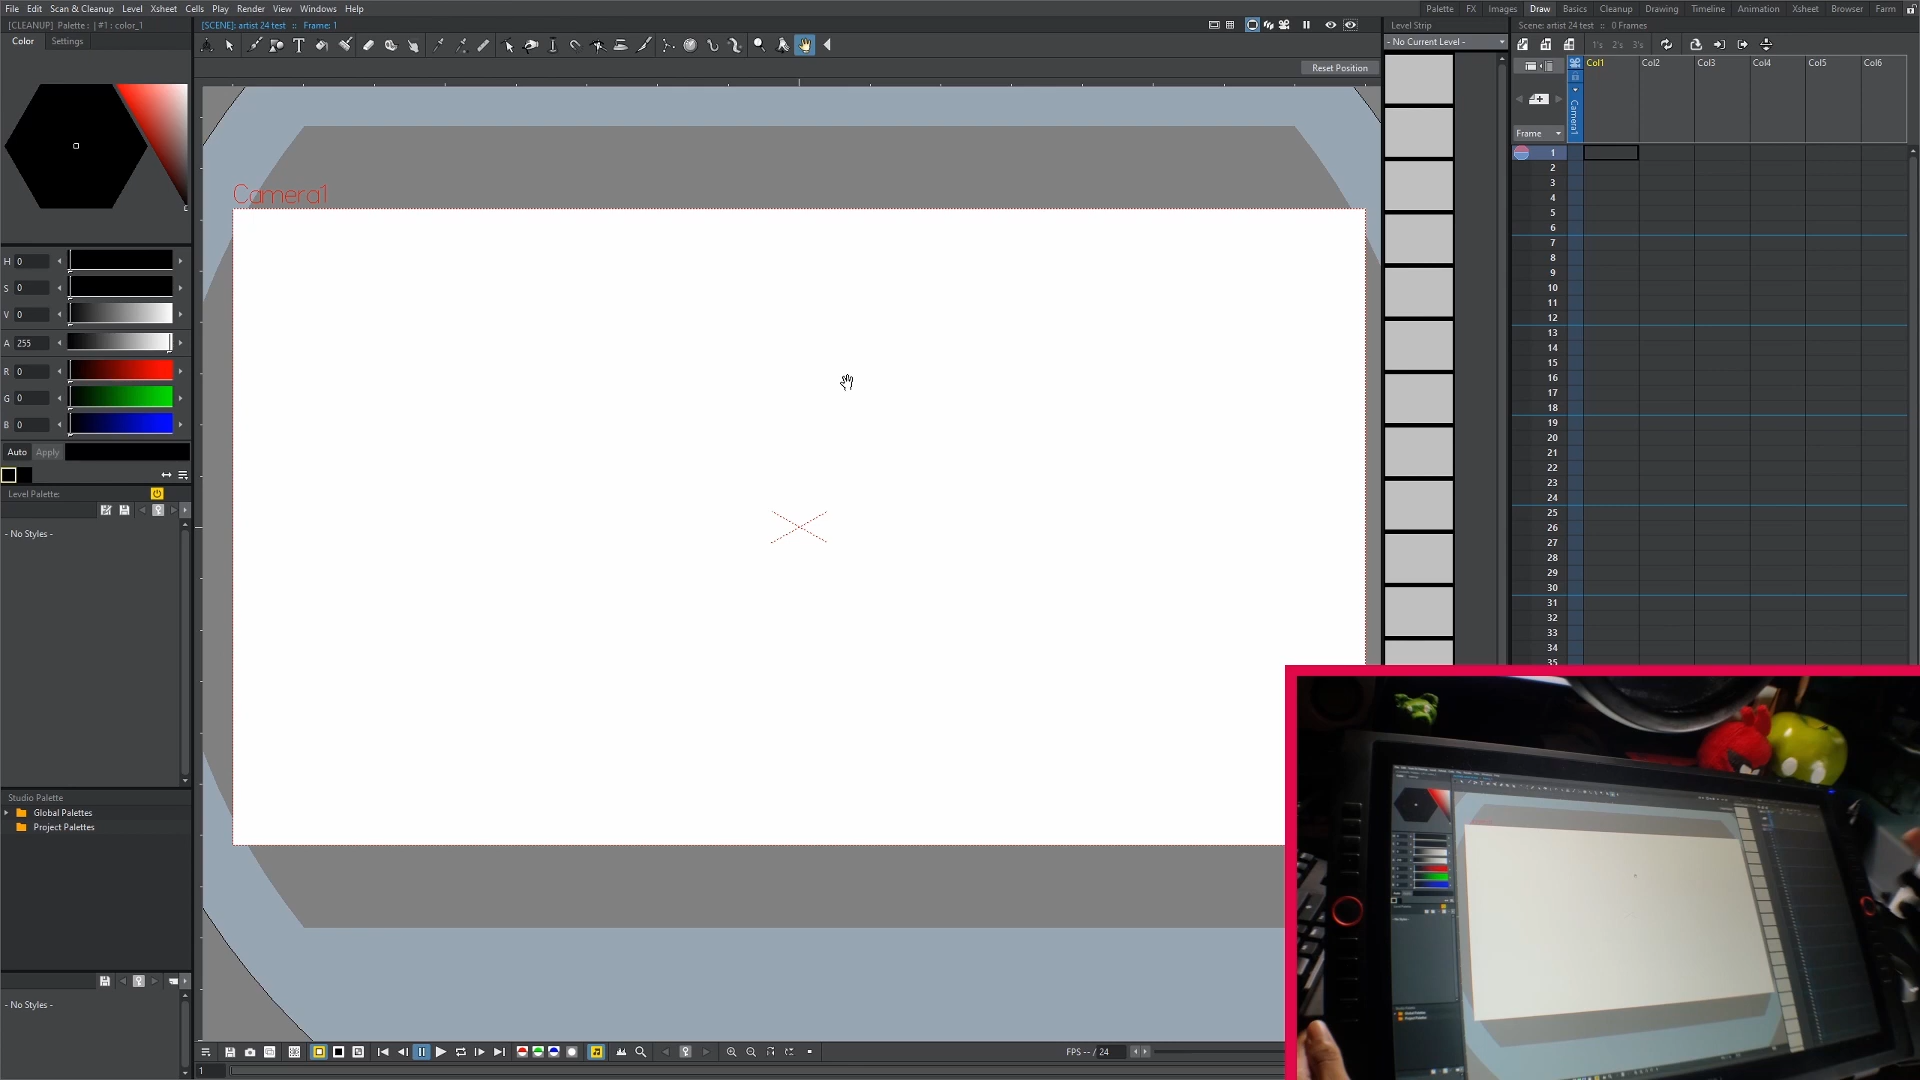 File Edit Scan & Cleanup Level Xsheet Cells Play Render View Windows Help
Palette FX Images Draw Basics Cleanup Drawing Timeline Animation Xsheet Browser Farm
[CLEANUP] Palette : | #1 : color_1
[SCENE]: artist 24 test :: Frame: 1
Level Strip
Scene: artist 24 test :: 0 Frames
Color Settings
- No Current Level -
1's 2's 3's
Reset Position
Col1 Col2 Col3 Col4 Col5 Col6
Camera1
Frame
Camera1
H 0
S 0
V 0
A 255
R 0
G 0
B 0
Auto Apply
Level Palette:
- No Styles -
Studio Palette
Global Palettes
Project Palettes
- No Styles -
1
2
3
4
5
6
7
8
9
10
11
12
13
14
15
16
17
18
19
20
21
22
23
24
25
26
27
28
29
30
31
32
33
34
35
FPS -- / 24
1